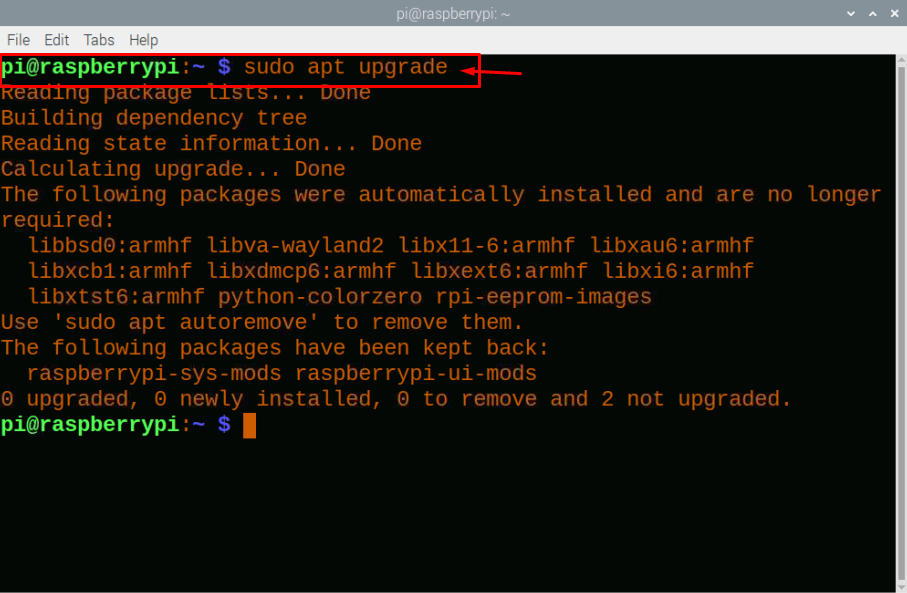 pi@raspberrypi: ~
File Edit Tabs Help
pi@raspberrypi:~ $ sudo apt upgrade
Reading package lists... Done
Building dependency tree
Reading state information... Done
Calculating upgrade... Done
The following packages were automatically installed and are no longer
required:
  libbsd0:armhf libva-wayland2 libx11-6:armhf libxau6:armhf
  libxcb1:armhf libxdmcp6:armhf libxext6:armhf libxi6:armhf
  libxtst6:armhf python-colorzero rpi-eeprom-images
Use 'sudo apt autoremove' to remove them.
The following packages have been kept back:
  raspberrypi-sys-mods raspberrypi-ui-mods
0 upgraded, 0 newly installed, 0 to remove and 2 not upgraded.
pi@raspberrypi:~ $